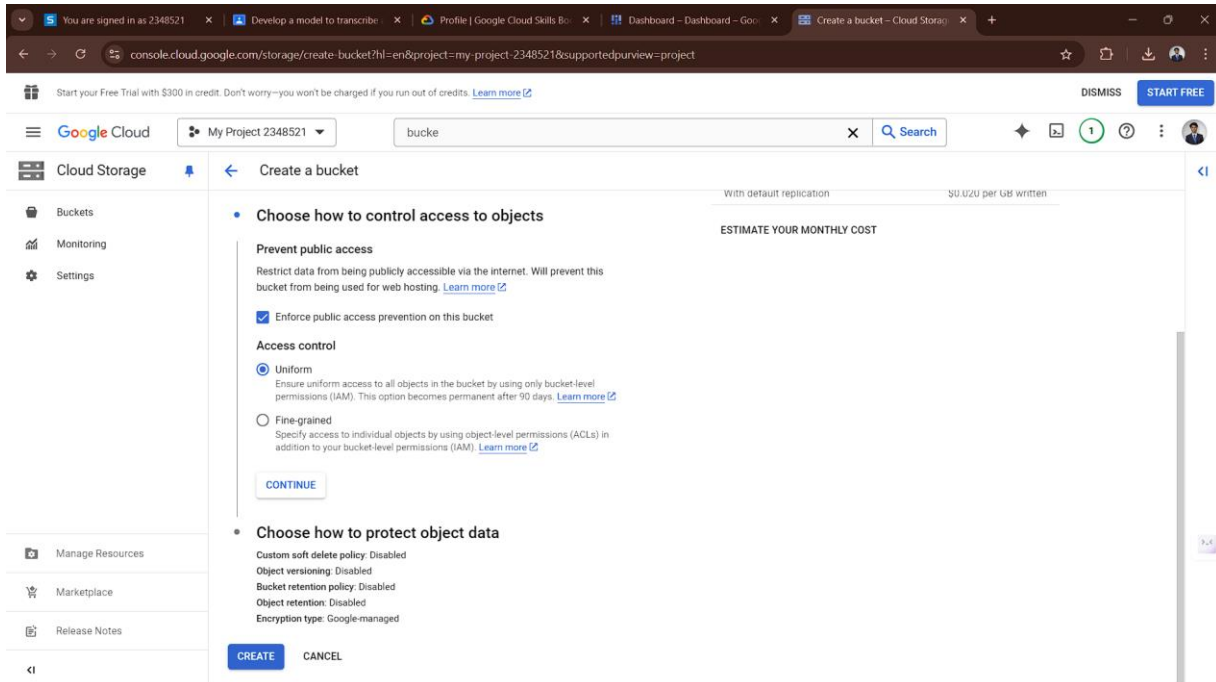 You are signed in as 2348521
Develop a model to transcribe
Profile | Google Cloud Skills Bo
Dashboard – Dashboard – Goo
Create a bucket – Cloud Storag
console.cloud.google.com/storage/create-bucket?hl=en&project=my-project-2348521&supportedpurview=project
Start your Free Trial with $300 in credit. Don't worry—you won't be charged if you run out of credits. Learn more
DISMISS
START FREE
Google Cloud
My Project 2348521
bucke
Search
1
Cloud Storage
Create a bucket
Buckets
Monitoring
Settings
Manage Resources
Marketplace
Release Notes
With default replication
$0.020 per GB written
ESTIMATE YOUR MONTHLY COST
Choose how to control access to objects
Prevent public access
Restrict data from being publicly accessible via the internet. Will prevent this
bucket from being used for web hosting. Learn more
Enforce public access prevention on this bucket
Access control
Uniform
Ensure uniform access to all objects in the bucket by using only bucket-level
permissions (IAM). This option becomes permanent after 90 days. Learn more
Fine-grained
Specify access to individual objects by using object-level permissions (ACLs) in
addition to your bucket-level permissions (IAM). Learn more
CONTINUE
Choose how to protect object data
Custom soft delete policy: Disabled
Object versioning: Disabled
Bucket retention policy: Disabled
Object retention: Disabled
Encryption type: Google-managed
CREATE
CANCEL